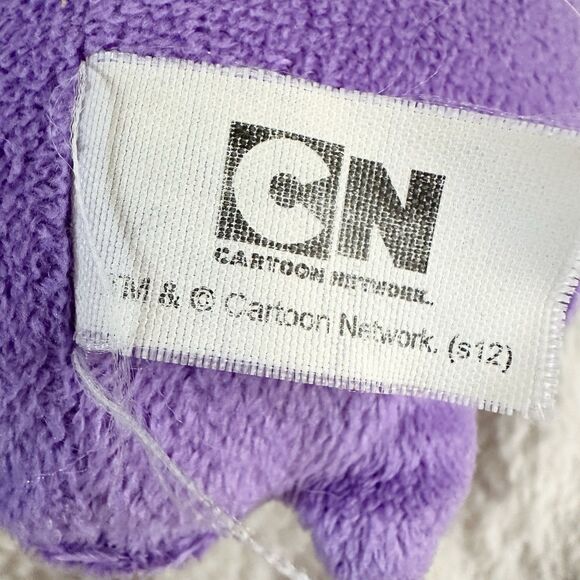 CN
CARTOON NETWORK.
TM & © Cartoon Network. (s12)